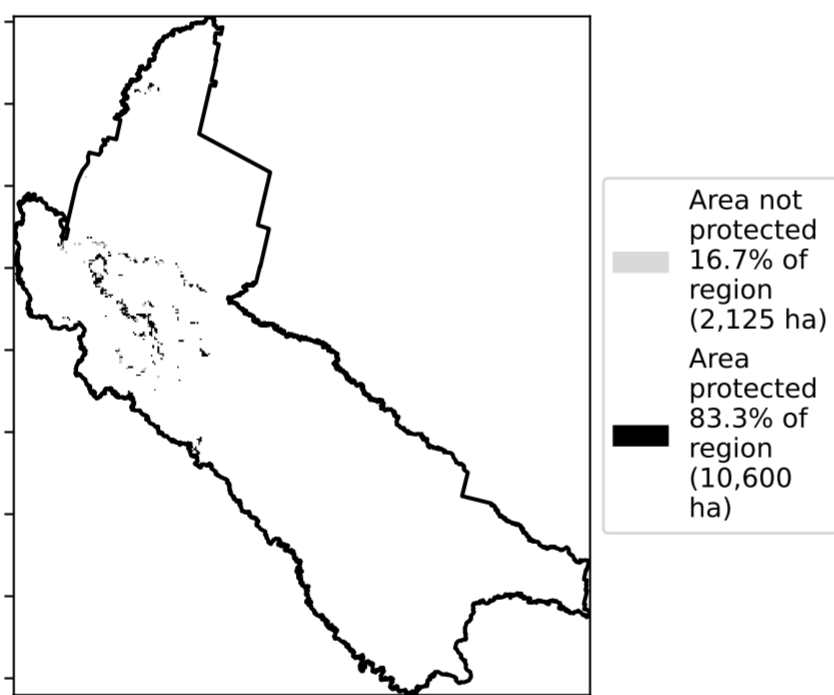 Area not
protected
16.7% of
region
(2,125 ha)
Area
protected
83.3% of
region
(10,600
ha)